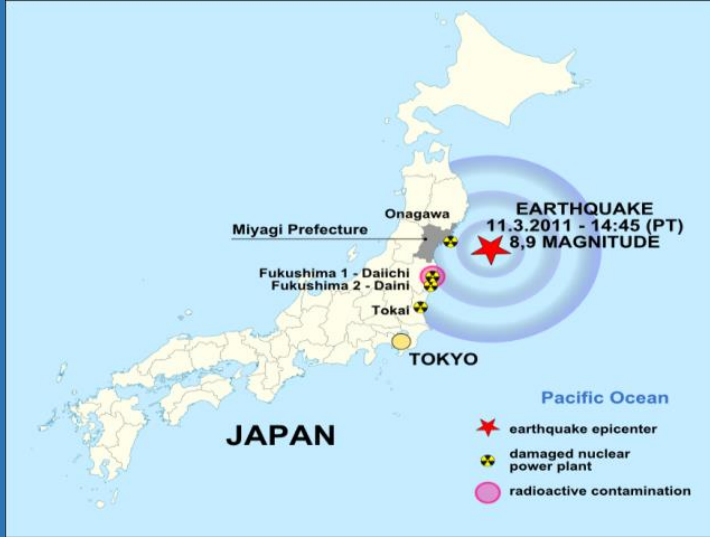 Onagawa
Miyagi Prefecture
EARTHQUAKE
11.3.2011 - 14:45 (PT)
8,9 MAGNITUDE
Fukushima 1 - Daiichi
Fukushima 2 - Daini
Tokai
TOKYO
JAPAN
Pacific Ocean
earthquake epicenter
damaged nuclear
power plant
radioactive contamination